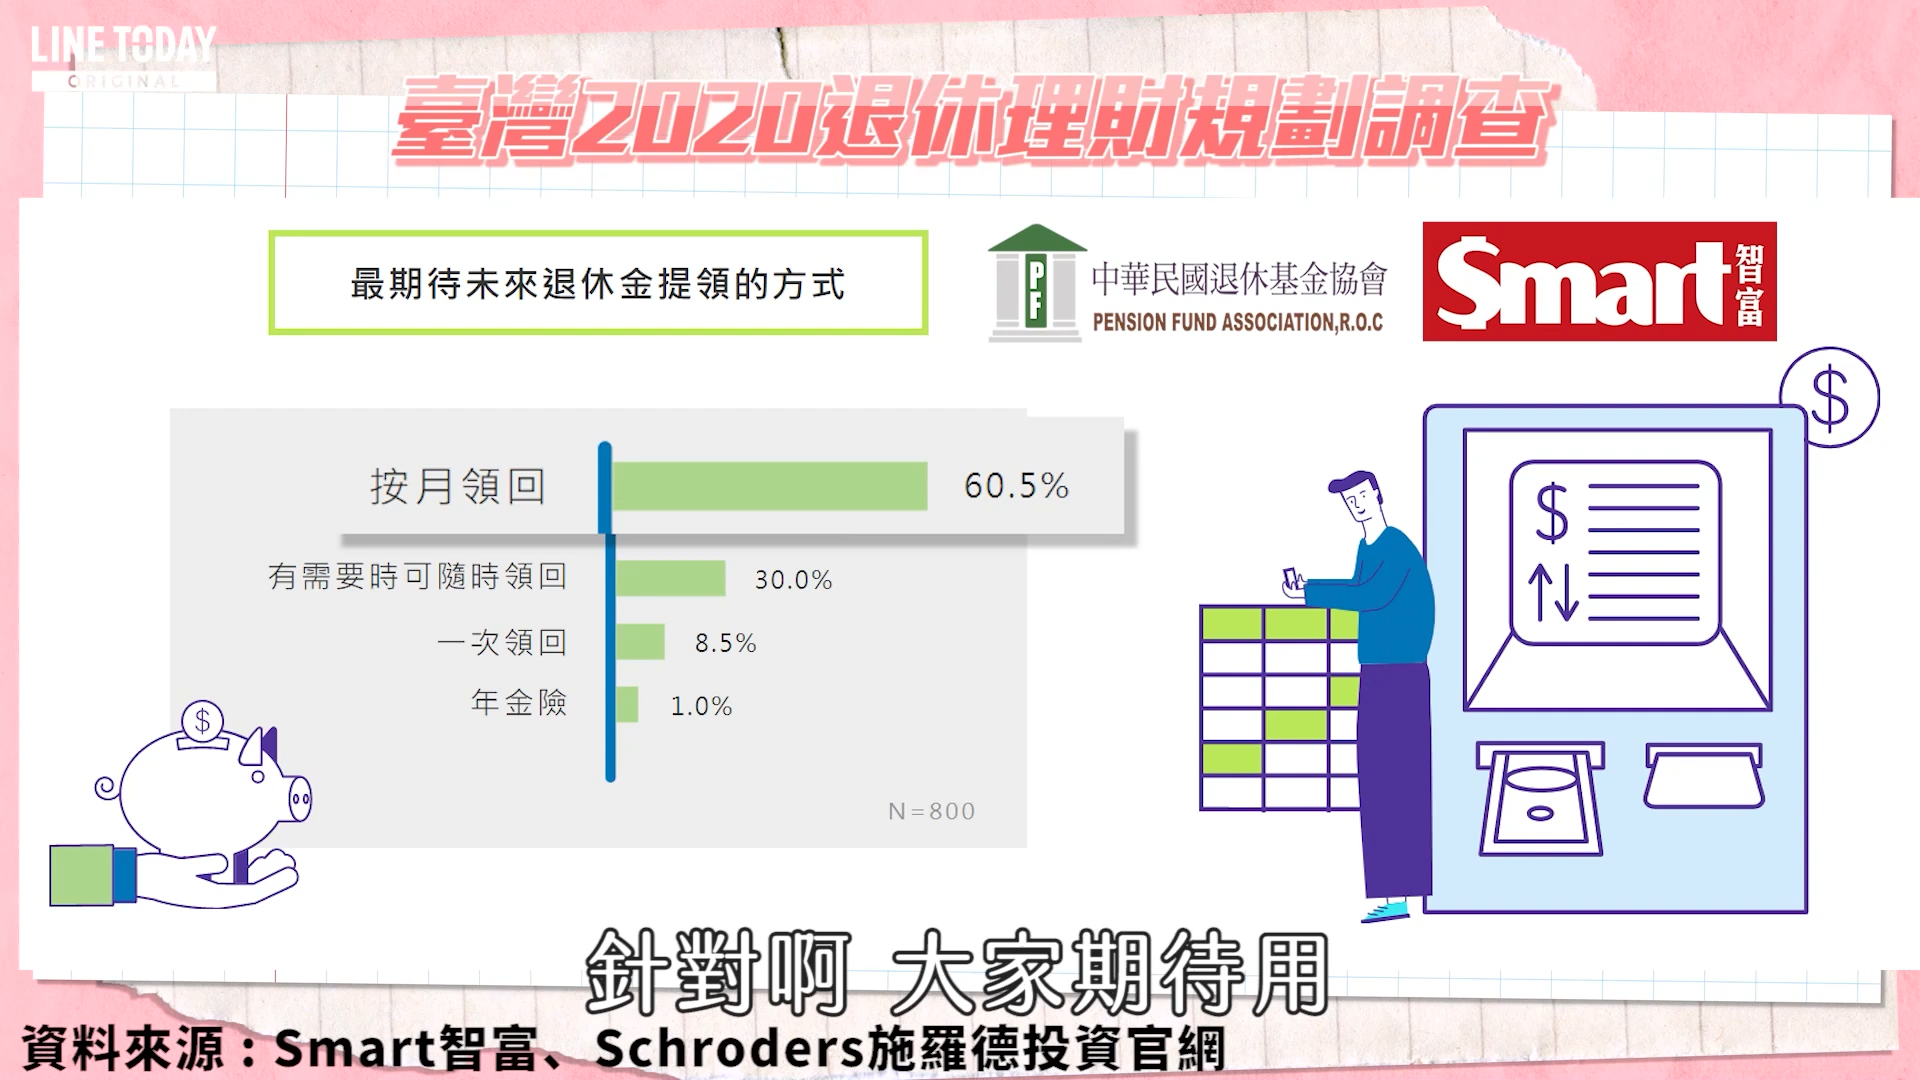 LINE TODAY
ORIGINAL
臺灣2020退休理財規劃調查
最期待未來退休金提領的方式
PF
中華民國退休基金協會
PENSION FUND ASSOCIATION,R.O.C
Smart智富
按月領回 60.5%
有需要時可隨時領回 30.0%
一次領回 8.5%
年金險 1.0%
N=800
$
$
$
針對啊 大家期待用
資料來源：Smart智富、Schroders施羅德投資官網